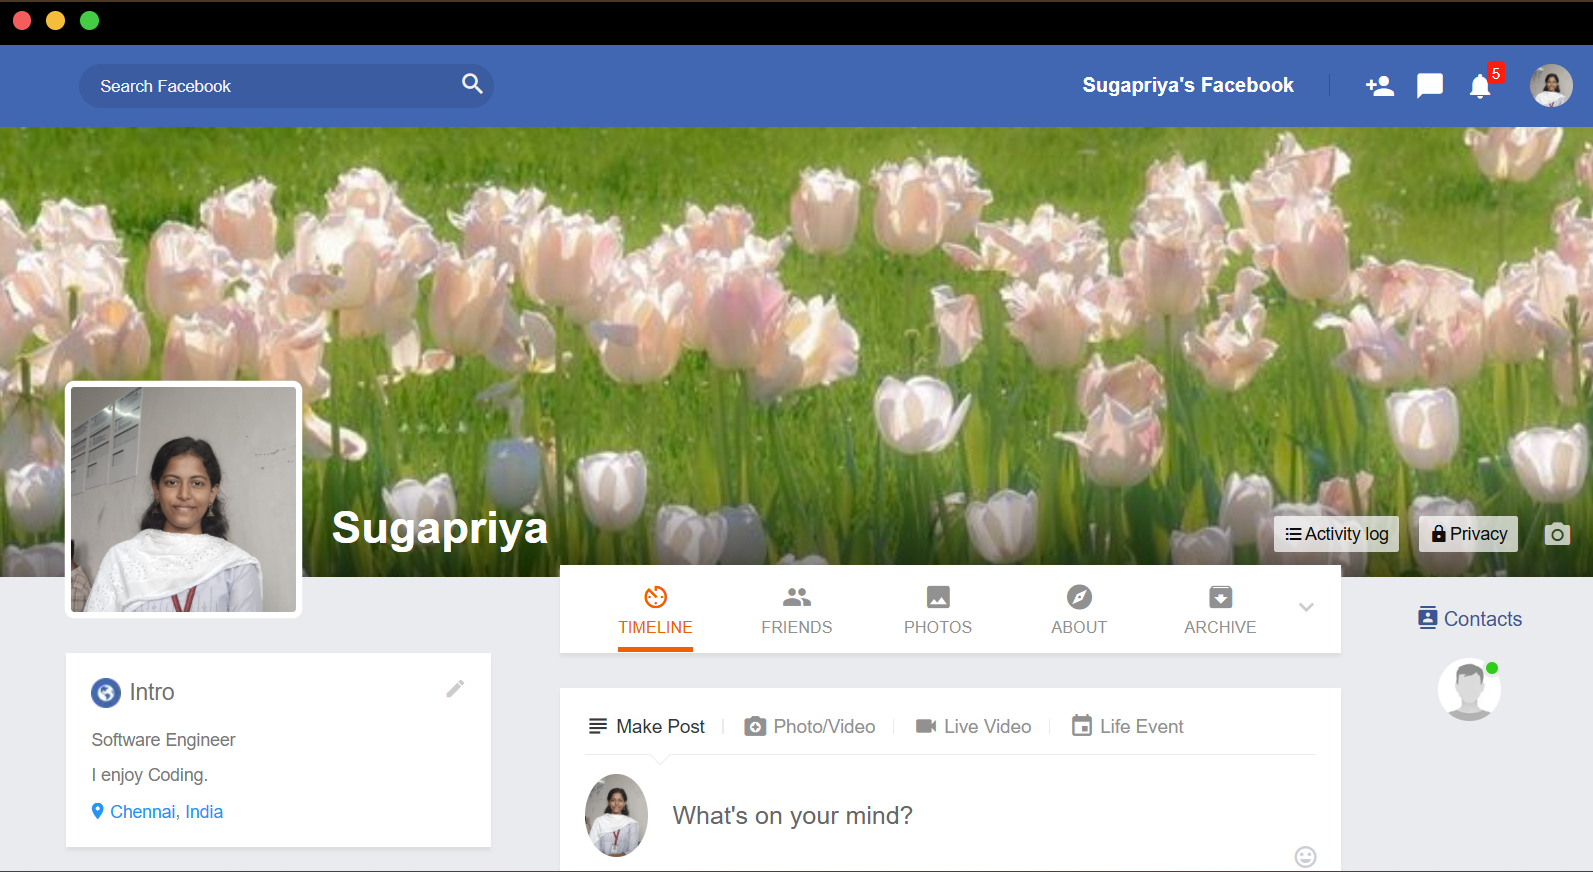 Search Facebook
Sugapriya's Facebook
5
Sugapriya
Activity log
Privacy
TIMELINE
FRIENDS
PHOTOS
ABOUT
ARCHIVE
Contacts
Intro
Software Engineer
I enjoy Coding.
Chennai, India
Make Post
Photo/Video
Live Video
Life Event
What's on your mind?